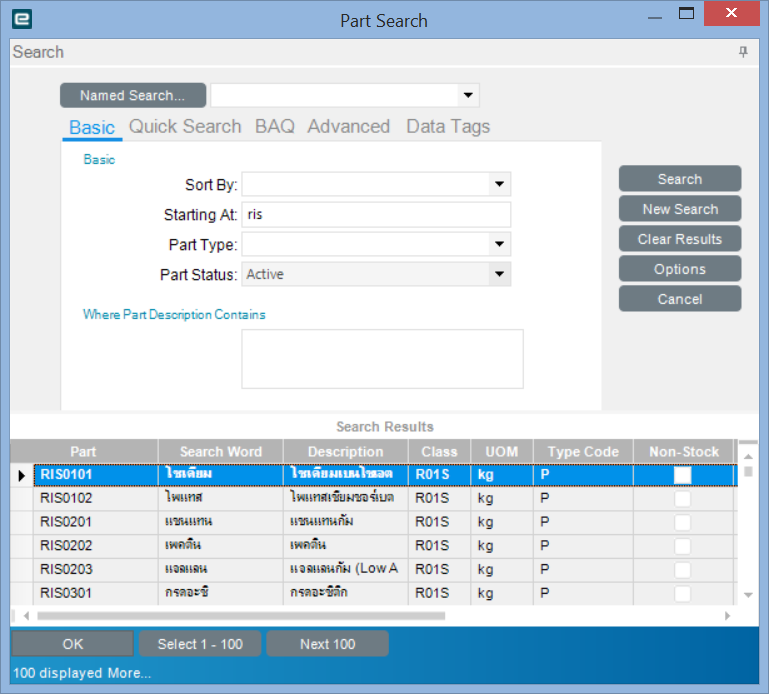 Part Search
Search
Named Search...
Basic Quick Search BAQ Advanced Data Tags
Basic
Sort By:
Starting At: ris
Part Type:
Part Status: Active
Where Part Description Contains
Search
New Search
Clear Results
Options
Cancel
Search Results
Part Search Word Description Class UOM Type Code Non-Stock
RIS0101 โซเดียม โซเดียมเบนโซเอต R01S kg P
RIS0102 โพแทส โพแทสเซียมซอร์เบต R01S kg P
RIS0201 แซนแทน แซนแทนกัม R01S kg P
RIS0202 เพคติน เพคติน R01S kg P
RIS0203 แอลแลน แอลแลนกัม (Low A R01S kg P
RIS0301 กรดอะซิ กรดอะซิติก R01S kg P
OK Select 1 - 100 Next 100
100 displayed More...